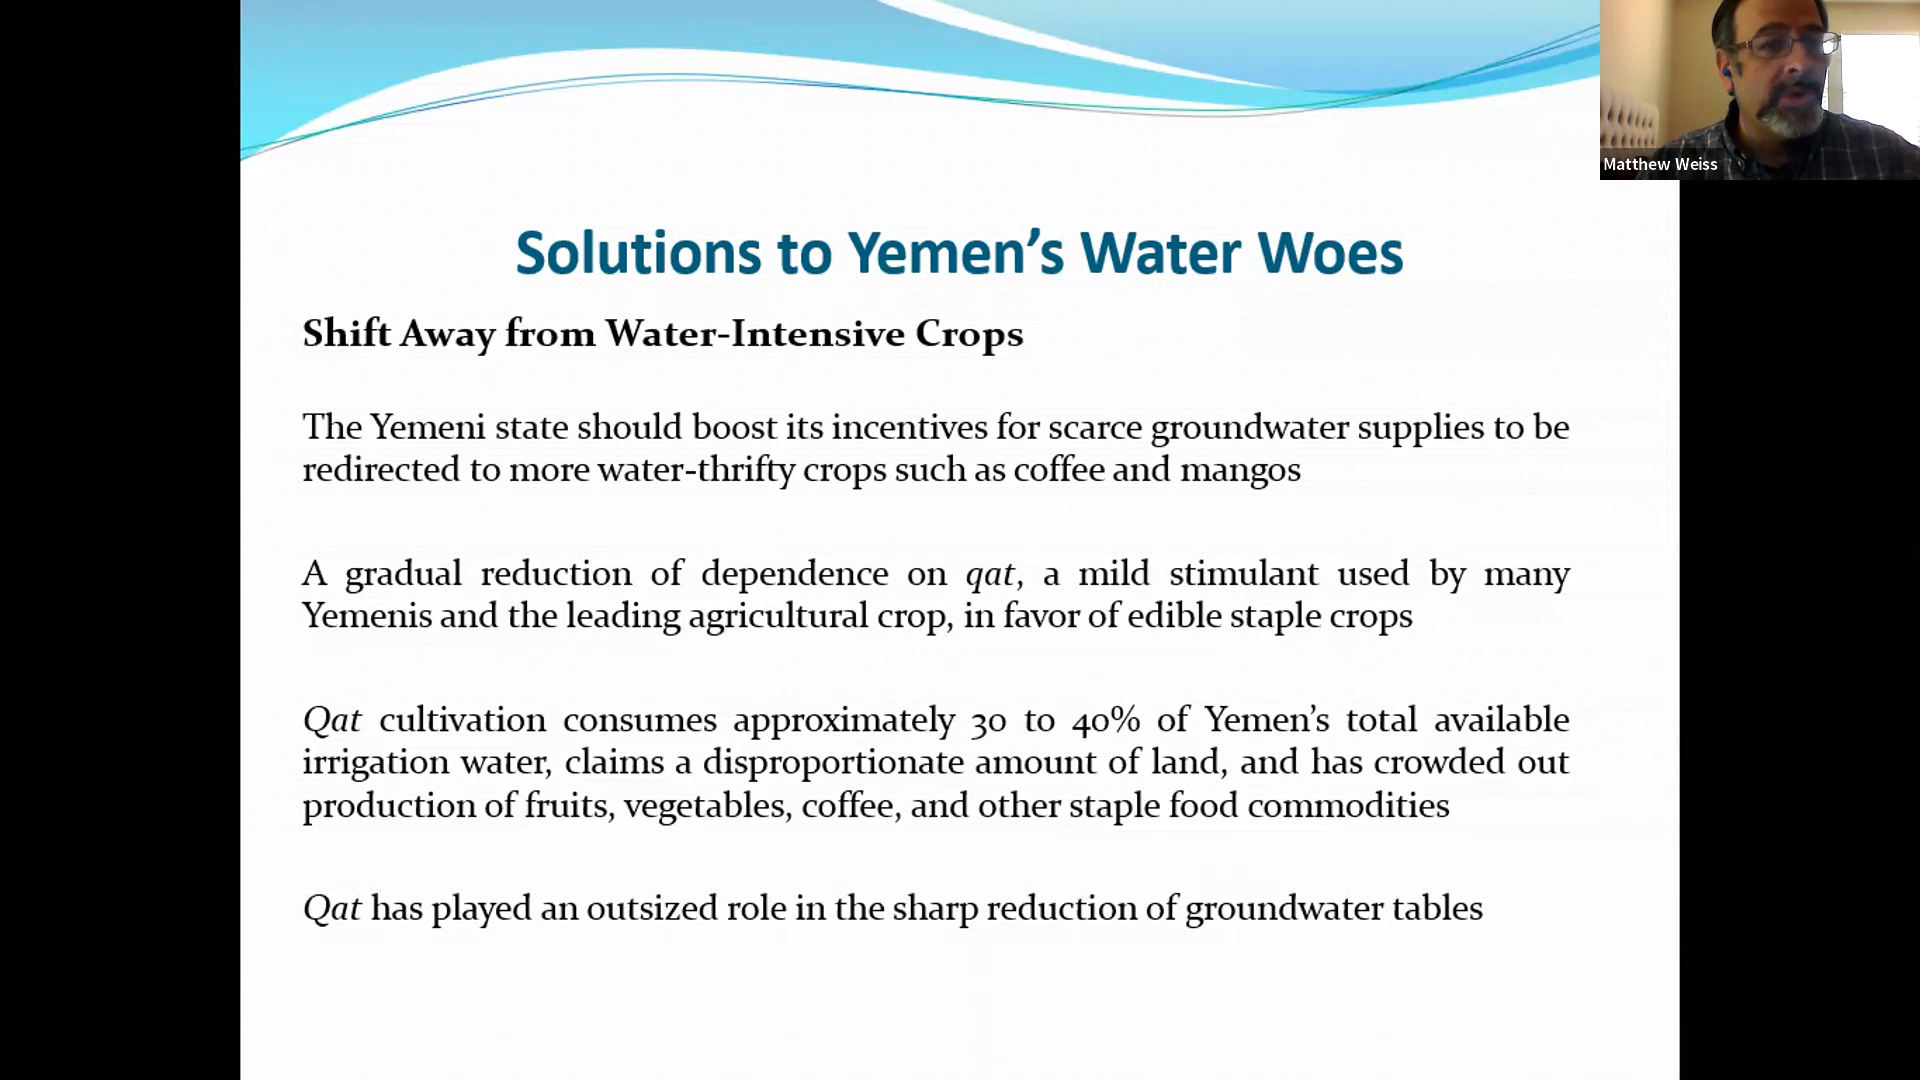 Matthew Weiss
Solutions to Yemen’s Water Woes
Shift Away from Water-Intensive Crops
The Yemeni state should boost its incentives for scarce groundwater supplies to be
redirected to more water-thrifty crops such as coffee and mangos
A gradual reduction of dependence on qat, a mild stimulant used by many
Yemenis and the leading agricultural crop, in favor of edible staple crops
Qat cultivation consumes approximately 30 to 40% of Yemen’s total available
irrigation water, claims a disproportionate amount of land, and has crowded out
production of fruits, vegetables, coffee, and other staple food commodities
Qat has played an outsized role in the sharp reduction of groundwater tables